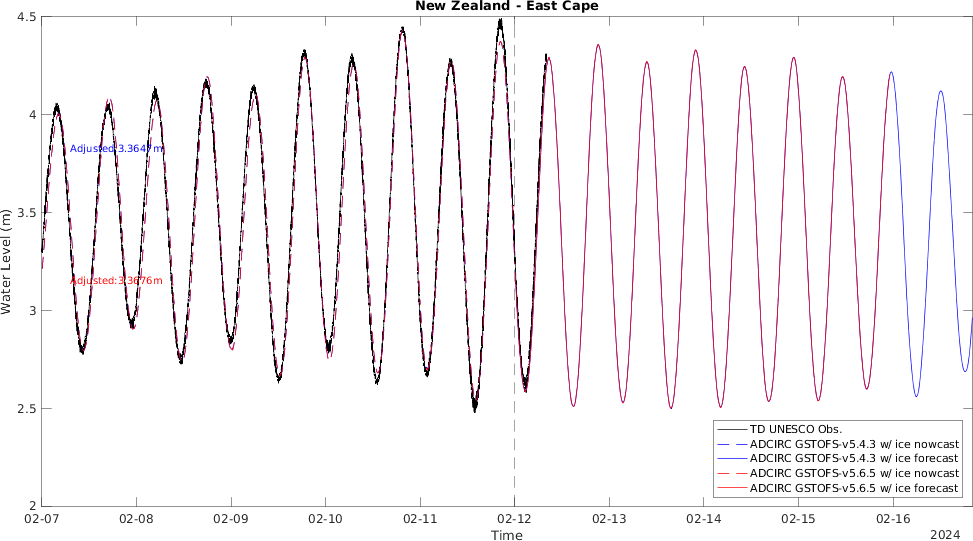 New Zealand - East Cape
Water Level (m)
4.5
4
3.5
3
2.5
2
Adjusted:3.3647m
Adjusted:3.3676m
TD UNESCO Obs.
ADCIRC GSTOFS-v5.4.3 w/ ice nowcast
ADCIRC GSTOFS-v5.4.3 w/ ice forecast
ADCIRC GSTOFS-v5.6.5 w/ ice nowcast
ADCIRC GSTOFS-v5.6.5 w/ ice forecast
02-07 02-08 02-09 02-10 02-11 02-12 02-13 02-14 02-15 02-16
Time
2024